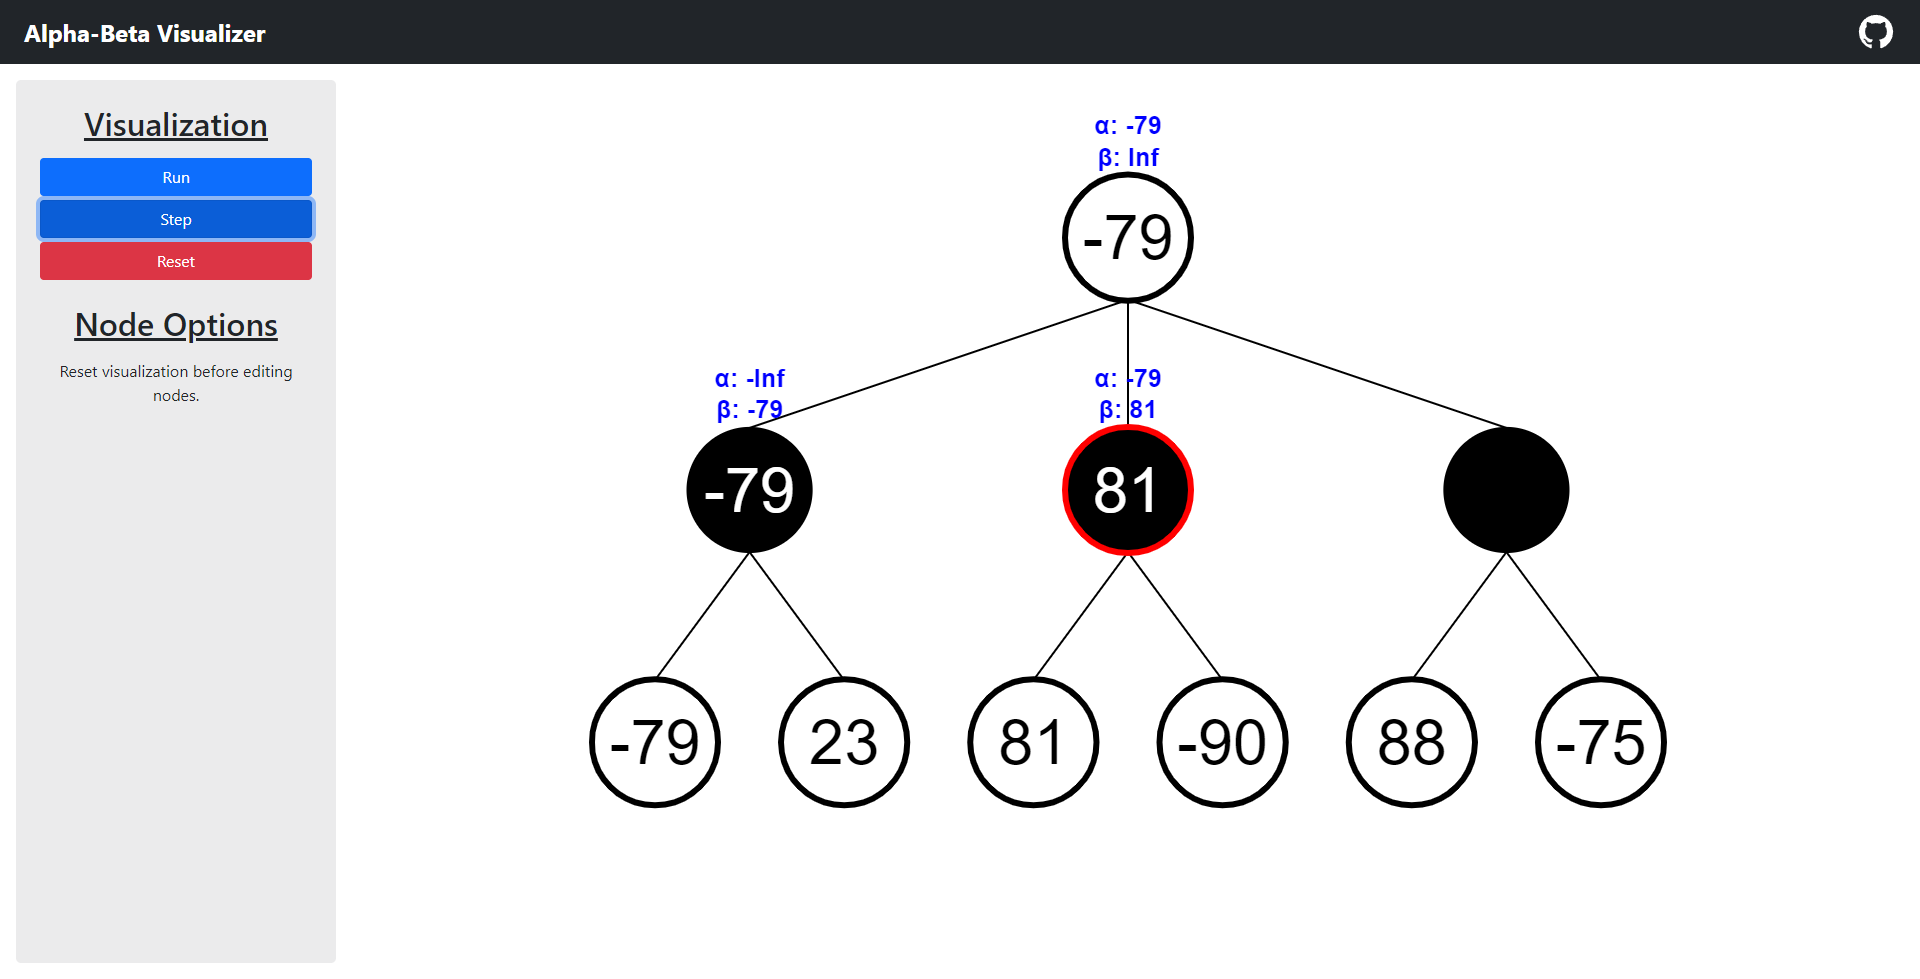 Alpha-Beta Visualizer
Visualization
Run
Step
Reset
Node Options
Reset visualization before editing
nodes.
α: -79
β: Inf
-79
α: -Inf
β: -79
-79
α: -79
β: 81
81
-79
23
81
-90
88
-75